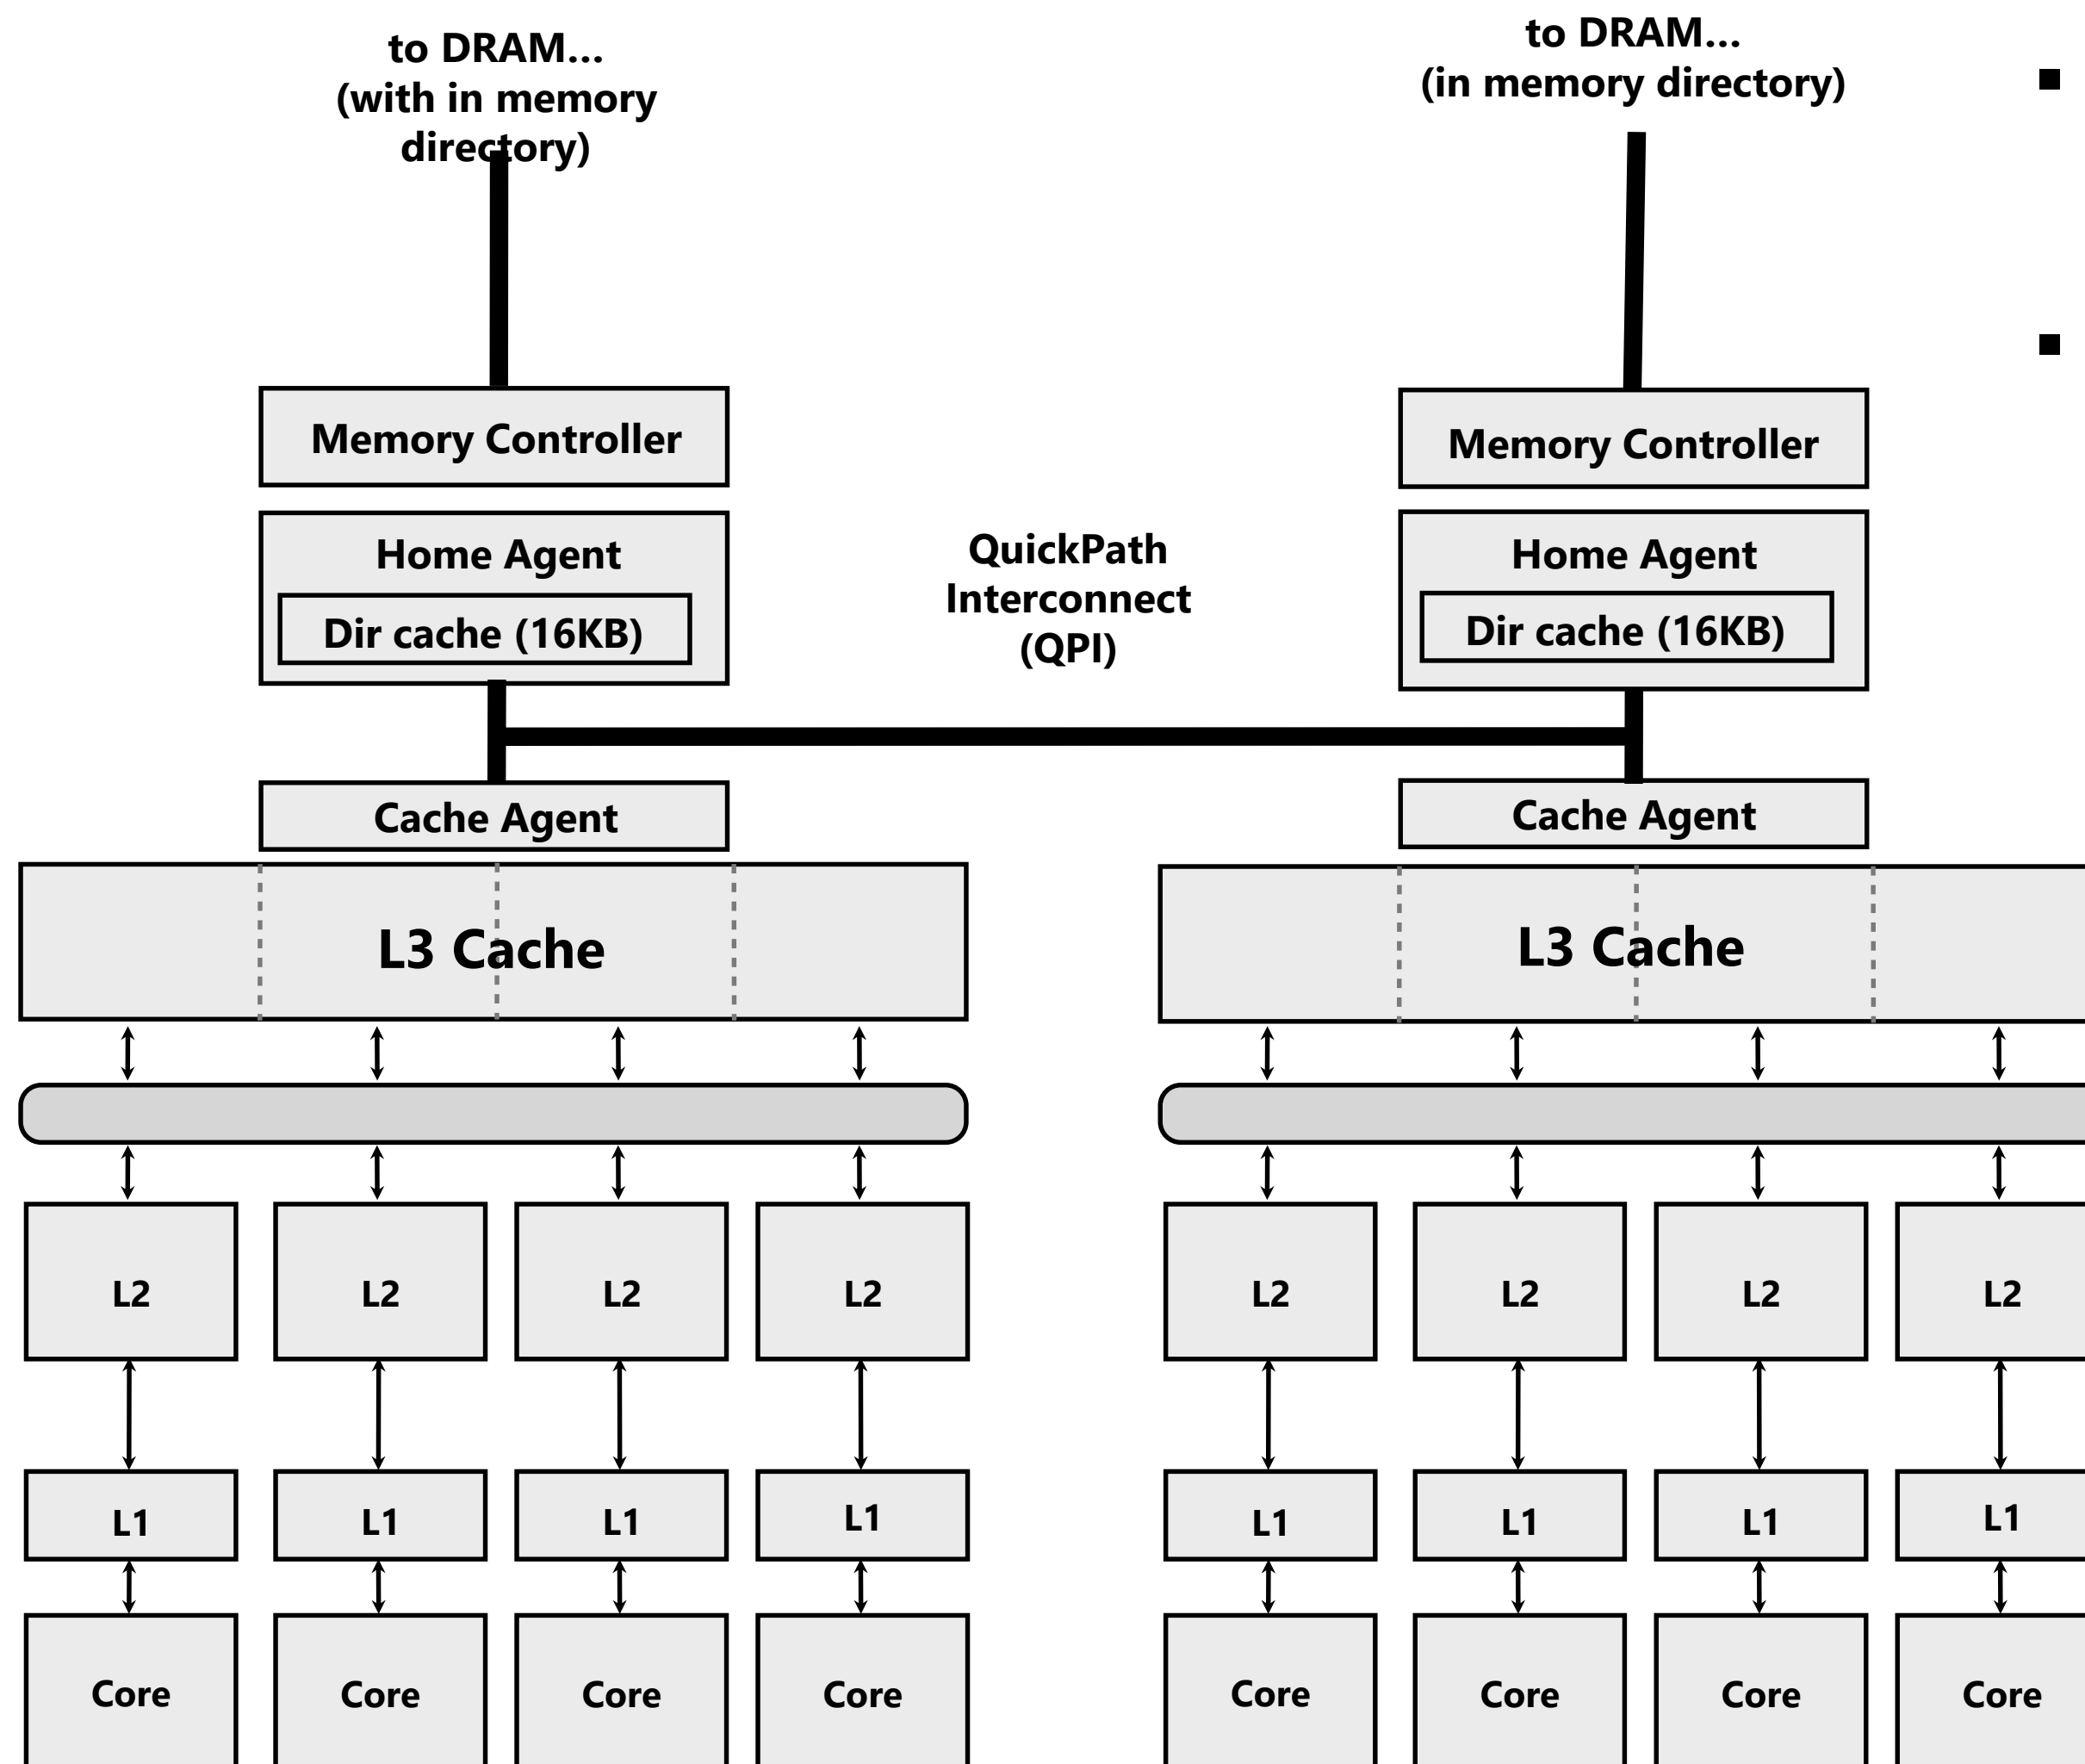 to DRAM...
(with in memory
directory)
to DRAM...
(in memory directory)
Memory Controller
Memory Controller
Home Agent
Dir cache (16KB)
QuickPath
Interconnect
(QPI)
Home Agent
Dir cache (16KB)
Cache Agent
Cache Agent
L3 Cache
L3 Cache
L2 L2 L2 L2
L2 L2 L2 L2
L1 L1 L1 L1
L1 L1 L1 L1
Core Core Core Core
Core Core Core Core